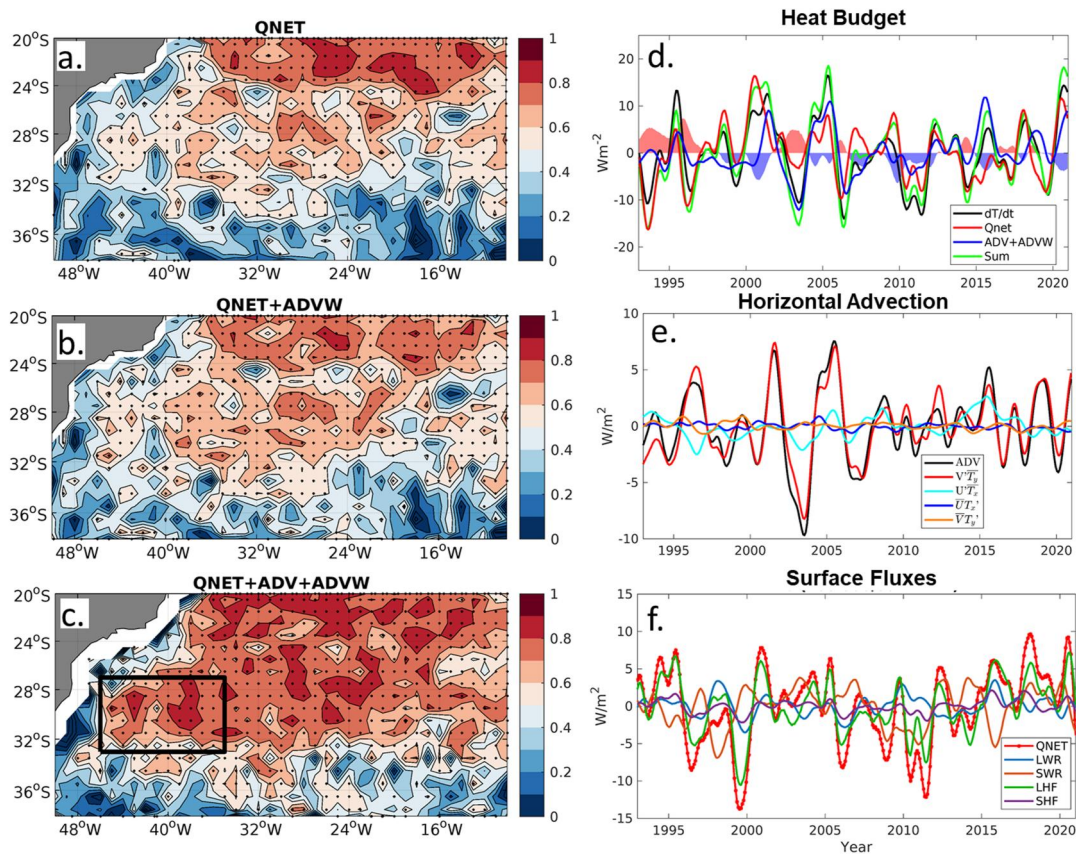 QNET
a.
20°S
24°S
28°S
32°S
36°S
50°W 48°W 40°W 32°W 24°W 16°W
1
0.8
0.6
0.4
0.2
0
QNET+ADVW
b.
20°S
24°S
28°S
32°S
36°S
50°W 48°W 40°W 32°W 24°W 16°W
1
0.8
0.6
0.4
0.2
0
QNET+ADV+ADVW
c.
20°S
24°S
28°S
32°S
36°S
50°W 48°W 40°W 32°W 24°W 16°W
1
0.8
0.6
0.4
0.2
0
Heat Budget
d.
Wm-2
20
10
0
-10
-20
dT/dt
Qnet
ADV+ADVW
Sum
1995 2000 2005 2010 2015 2020
Horizontal Advection
e.
W/m²
10
5
0
-5
-10
ADV
V'T̅y̅
U'T̅x̅
U̅Tx'
V̅Ty'
1995 2000 2005 2010 2015 2020
Surface Fluxes
f.
W/m²
15
10
5
0
-5
-10
-15
QNET
LWR
SWR
LHF
SHF
1995 2000 2005 2010 2015 2020
Year